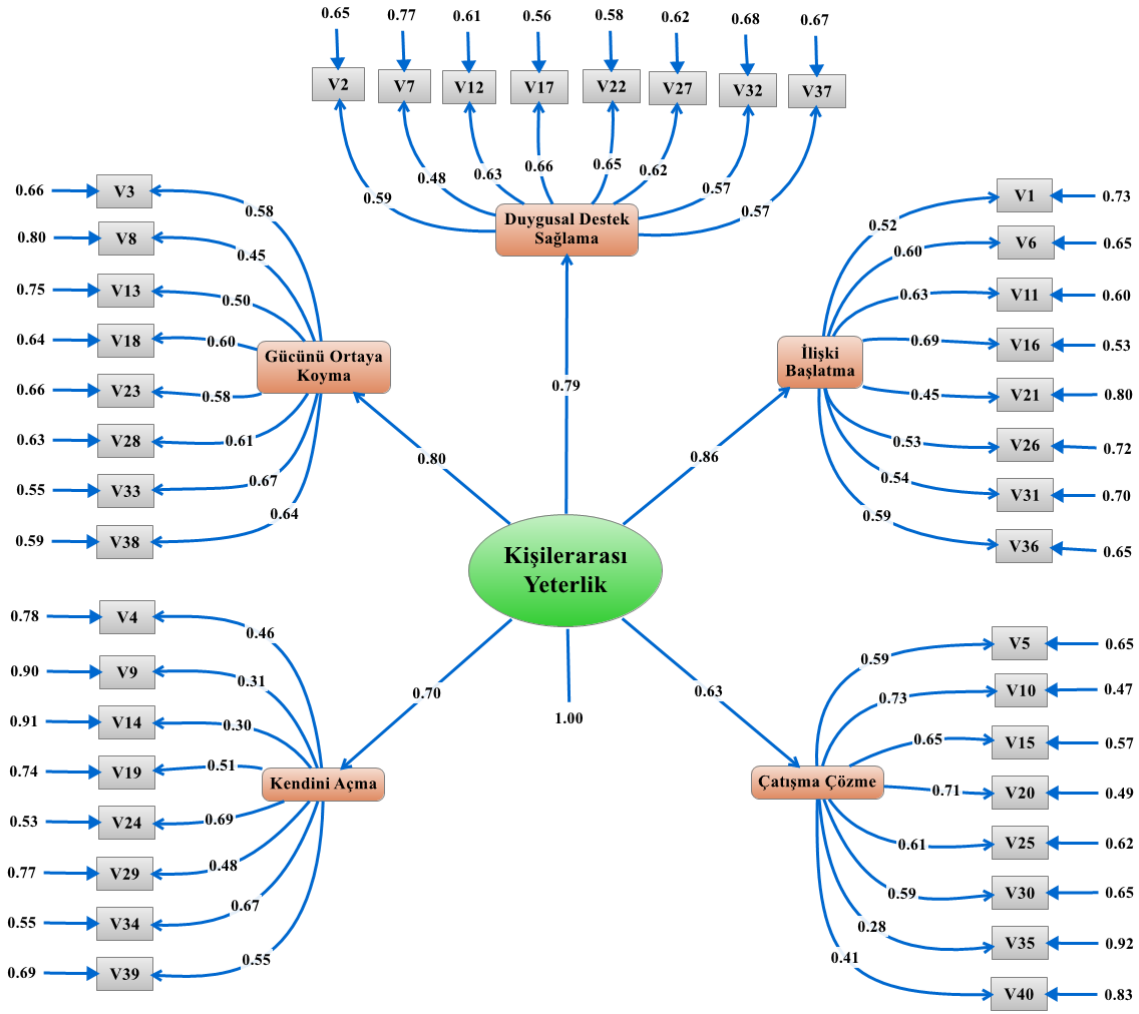 0.65
0.77
0.61
0.56
0.58
0.62
0.68
0.67
V2
V7
V12
V17
V22
V27
V32
V37
0.59
0.48
0.63
0.66
0.65
0.62
0.57
0.57
Duygusal Destek
Sağlama
0.66
V3
0.58
0.80
V8
0.45
0.75
V13
0.50
0.64
V18
0.60
0.66
V23
0.58
0.63
V28
0.61
0.55
V33
0.67
0.59
V38
0.64
Gücünü Ortaya
Koyma
0.52
V1
0.73
0.60
V6
0.65
0.63
V11
0.60
0.69
V16
0.53
0.45
V21
0.80
0.53
V26
0.72
0.54
V31
0.70
0.59
V36
0.65
İlişki
Başlatma
0.80
0.79
0.86
Kişilerarası
Yeterlik
0.70
1.00
0.63
0.78
V4
0.46
0.90
V9
0.31
0.91
V14
0.30
0.74
V19
0.51
0.53
V24
0.69
0.77
V29
0.48
0.55
V34
0.67
0.69
V39
0.55
Kendini Açma
0.59
V5
0.65
0.73
V10
0.47
0.65
V15
0.57
0.71
V20
0.49
0.61
V25
0.62
0.59
V30
0.65
0.28
V35
0.92
0.41
V40
0.83
Çatışma Çözme